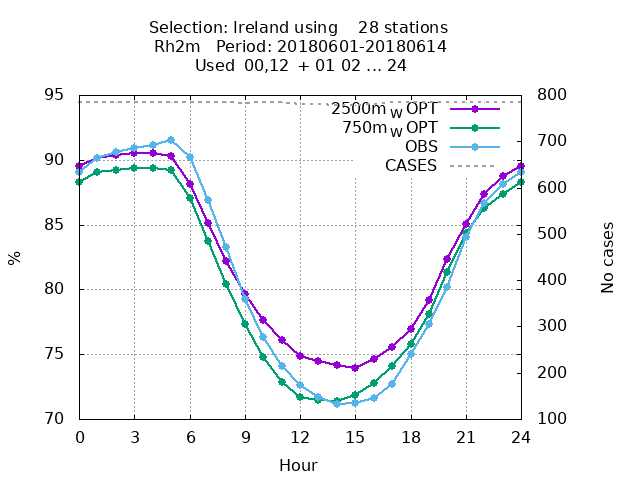 Selection: Ireland using 28 stations
Rh2m Period: 20180601-20180614
Used 00,12 + 01 02 ... 24
95
90
85
80
75
70
800
700
600
500
400
300
200
100
%
No cases
2500m W OPT
750m W OPT
OBS
CASES
0 3 6 9 12 15 18 21 24
Hour